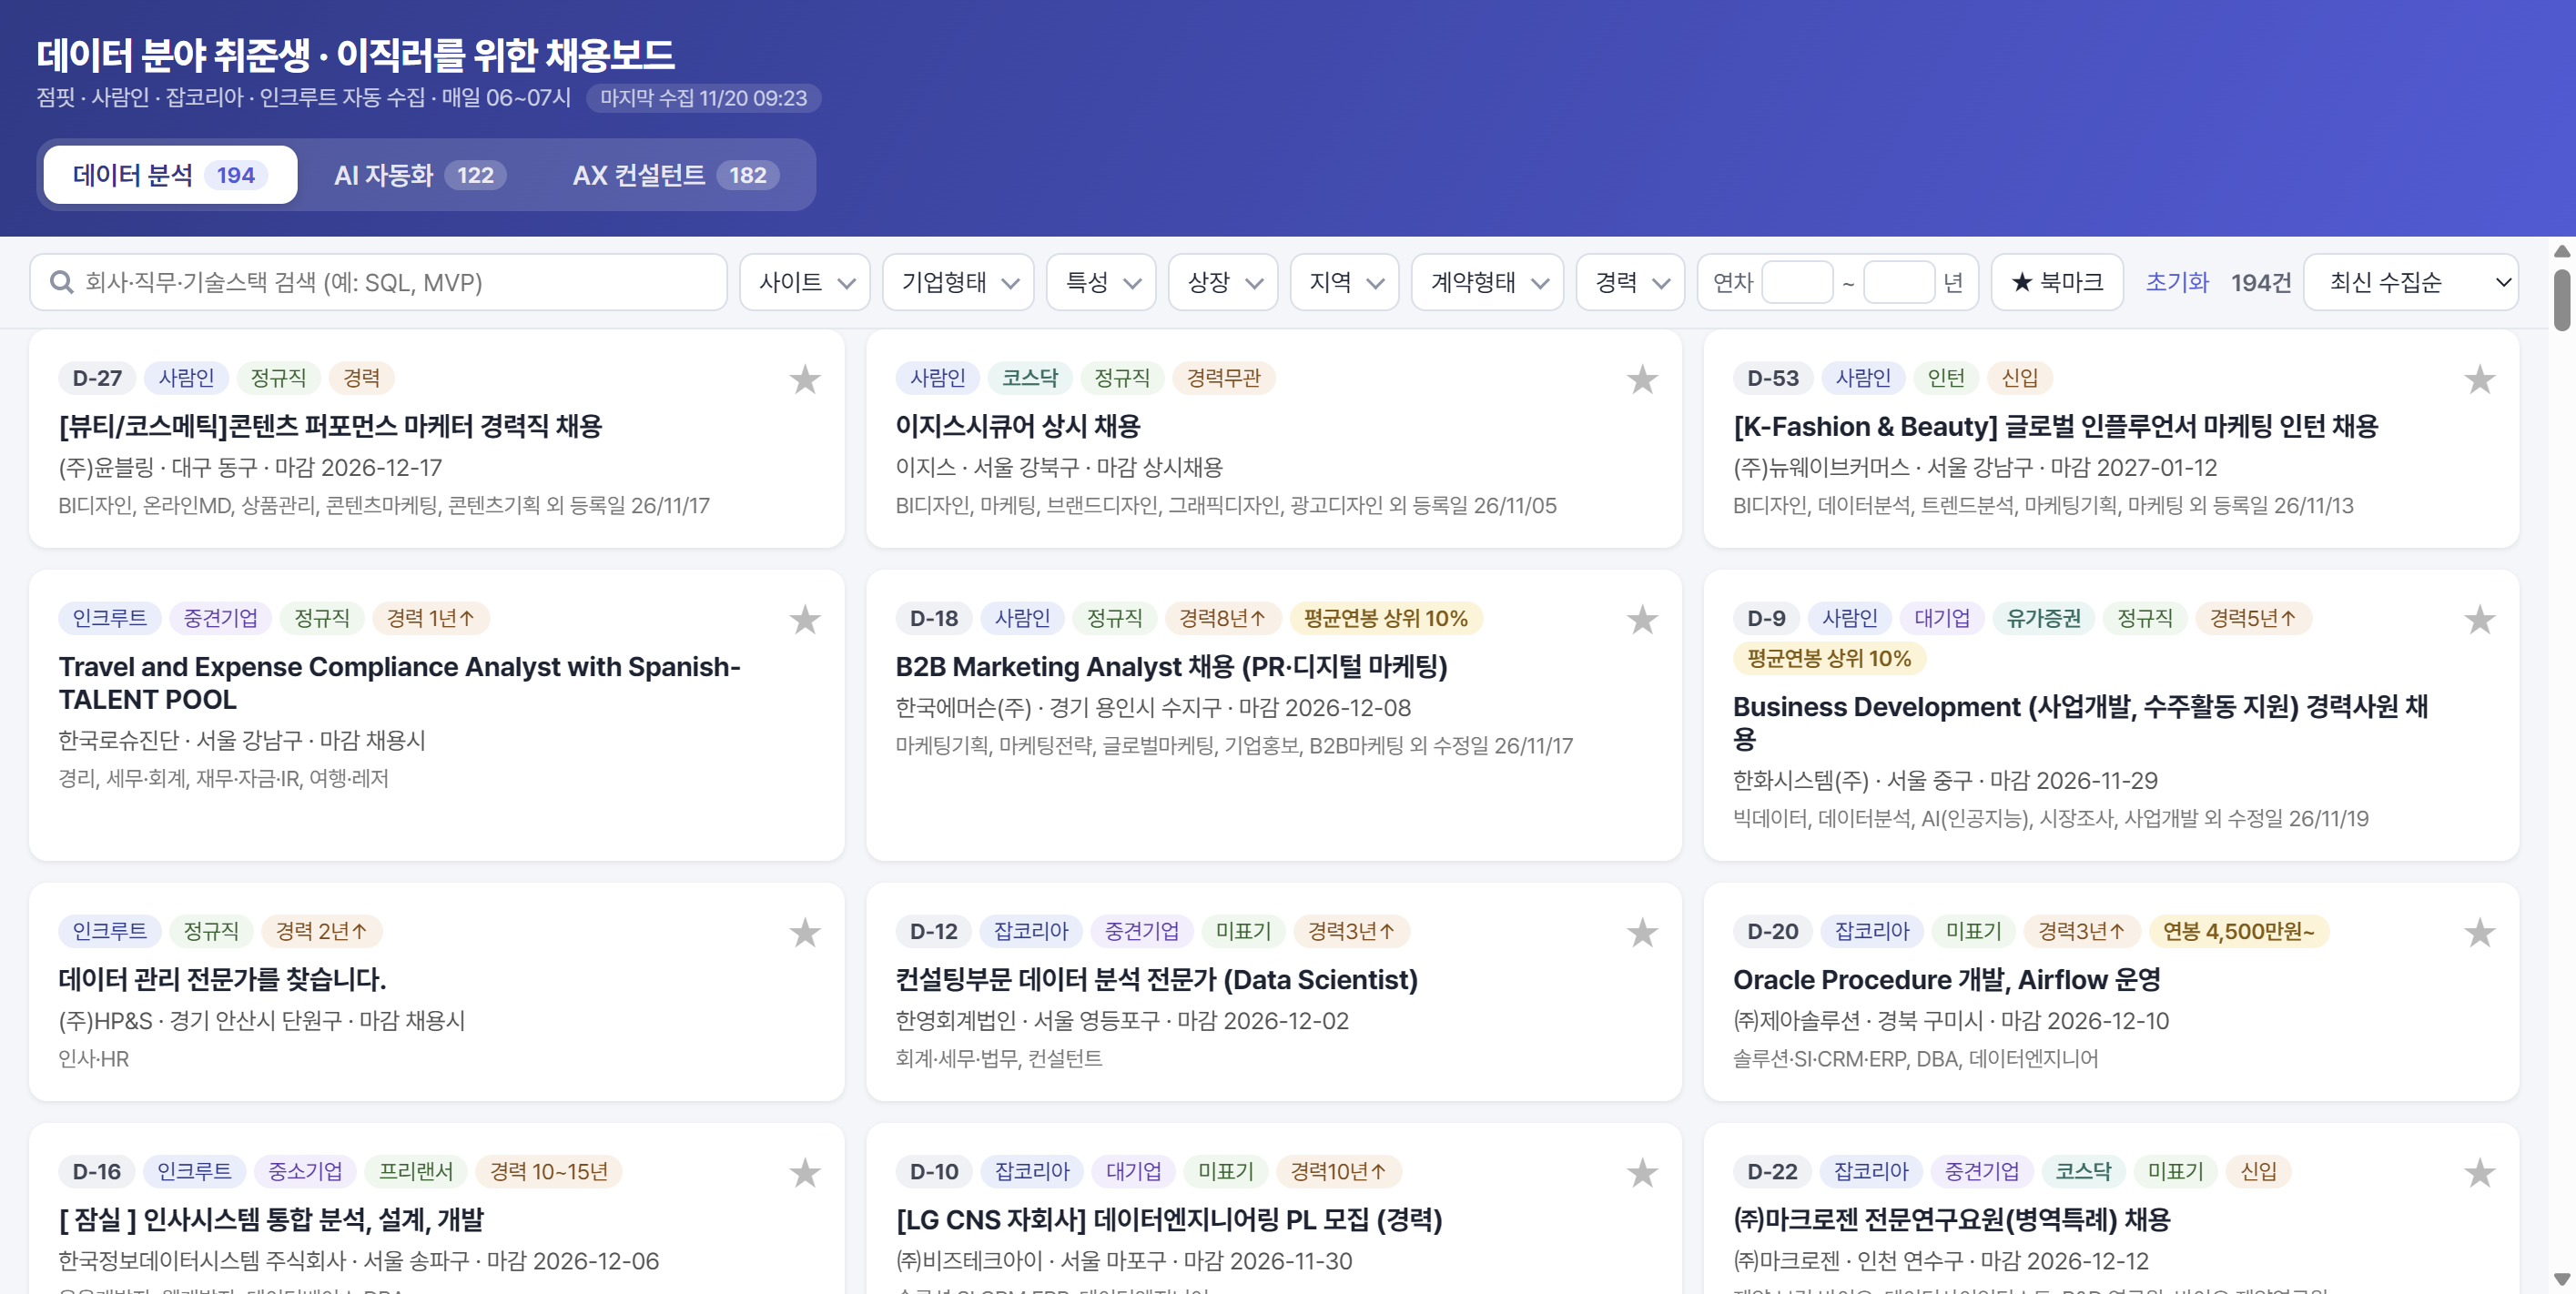 데이터 분야 취준생 · 이직러를 위한 채용보드
점핏 · 사람인 · 잡코리아 · 인크루트 자동 수집 · 매일 06~07시 마지막 수집 11/20 09:23
데이터 분석 194 AI 자동화 122 AX 컨설턴트 182
회사·직무·기술스택 검색 (예: SQL, MVP) 사이트 기업형태 특성 상장 지역 계약형태 경력 연차 ~ 년 ★ 북마크 초기화 194건 최신 수집순
D-27 사람인 정규직 경력 ★
[뷰티/코스메틱]콘텐츠 퍼포먼스 마케터 경력직 채용
(주)윤블링 · 대구 동구 · 마감 2026-12-17
BI디자인, 온라인MD, 상품관리, 콘텐츠마케팅, 콘텐츠기획 외 등록일 26/11/17
사람인 코스닥 정규직 경력무관 ★
이지스시큐어 상시 채용
이지스 · 서울 강북구 · 마감 상시채용
BI디자인, 마케팅, 브랜드디자인, 그래픽디자인, 광고디자인 외 등록일 26/11/05
D-53 사람인 인턴 신입 ★
[K-Fashion & Beauty] 글로벌 인플루언서 마케팅 인턴 채용
(주)뉴웨이브커머스 · 서울 강남구 · 마감 2027-01-12
BI디자인, 데이터분석, 트렌드분석, 마케팅기획, 마케팅 외 등록일 26/11/13
인크루트 중견기업 정규직 경력 1년↑ ★
Travel and Expense Compliance Analyst with Spanish-
TALENT POOL
한국로슈진단 · 서울 강남구 · 마감 채용시
경리, 세무·회계, 재무·자금·IR, 여행·레저
D-18 사람인 정규직 경력8년↑ 평균연봉 상위 10% ★
B2B Marketing Analyst 채용 (PR·디지털 마케팅)
한국에머슨(주) · 경기 용인시 수지구 · 마감 2026-12-08
마케팅기획, 마케팅전략, 글로벌마케팅, 기업홍보, B2B마케팅 외 수정일 26/11/17
D-9 사람인 대기업 유가증권 정규직 경력5년↑ ★
평균연봉 상위 10%
Business Development (사업개발, 수주활동 지원) 경력사원 채
용
한화시스템(주) · 서울 중구 · 마감 2026-11-29
빅데이터, 데이터분석, AI(인공지능), 시장조사, 사업개발 외 수정일 26/11/19
인크루트 정규직 경력 2년↑ ★
데이터 관리 전문가를 찾습니다.
(주)HP&S · 경기 안산시 단원구 · 마감 채용시
인사·HR
D-12 잡코리아 중견기업 미표기 경력3년↑ ★
컨설팅부문 데이터 분석 전문가 (Data Scientist)
한영회계법인 · 서울 영등포구 · 마감 2026-12-02
회계·세무·법무, 컨설턴트
D-20 잡코리아 미표기 경력3년↑ 연봉 4,500만원~ ★
Oracle Procedure 개발, Airflow 운영
㈜제아솔루션 · 경북 구미시 · 마감 2026-12-10
솔루션·SI·CRM·ERP, DBA, 데이터엔지니어
D-16 인크루트 중소기업 프리랜서 경력 10~15년 ★
[ 잠실 ] 인사시스템 통합 분석, 설계, 개발
한국정보데이터시스템 주식회사 · 서울 송파구 · 마감 2026-12-06
D-10 잡코리아 대기업 미표기 경력10년↑ ★
[LG CNS 자회사] 데이터엔지니어링 PL 모집 (경력)
㈜비즈테크아이 · 서울 마포구 · 마감 2026-11-30
D-22 잡코리아 중견기업 코스닥 미표기 신입 ★
㈜마크로젠 전문연구요원(병역특례) 채용
㈜마크로젠 · 인천 연수구 · 마감 2026-12-12